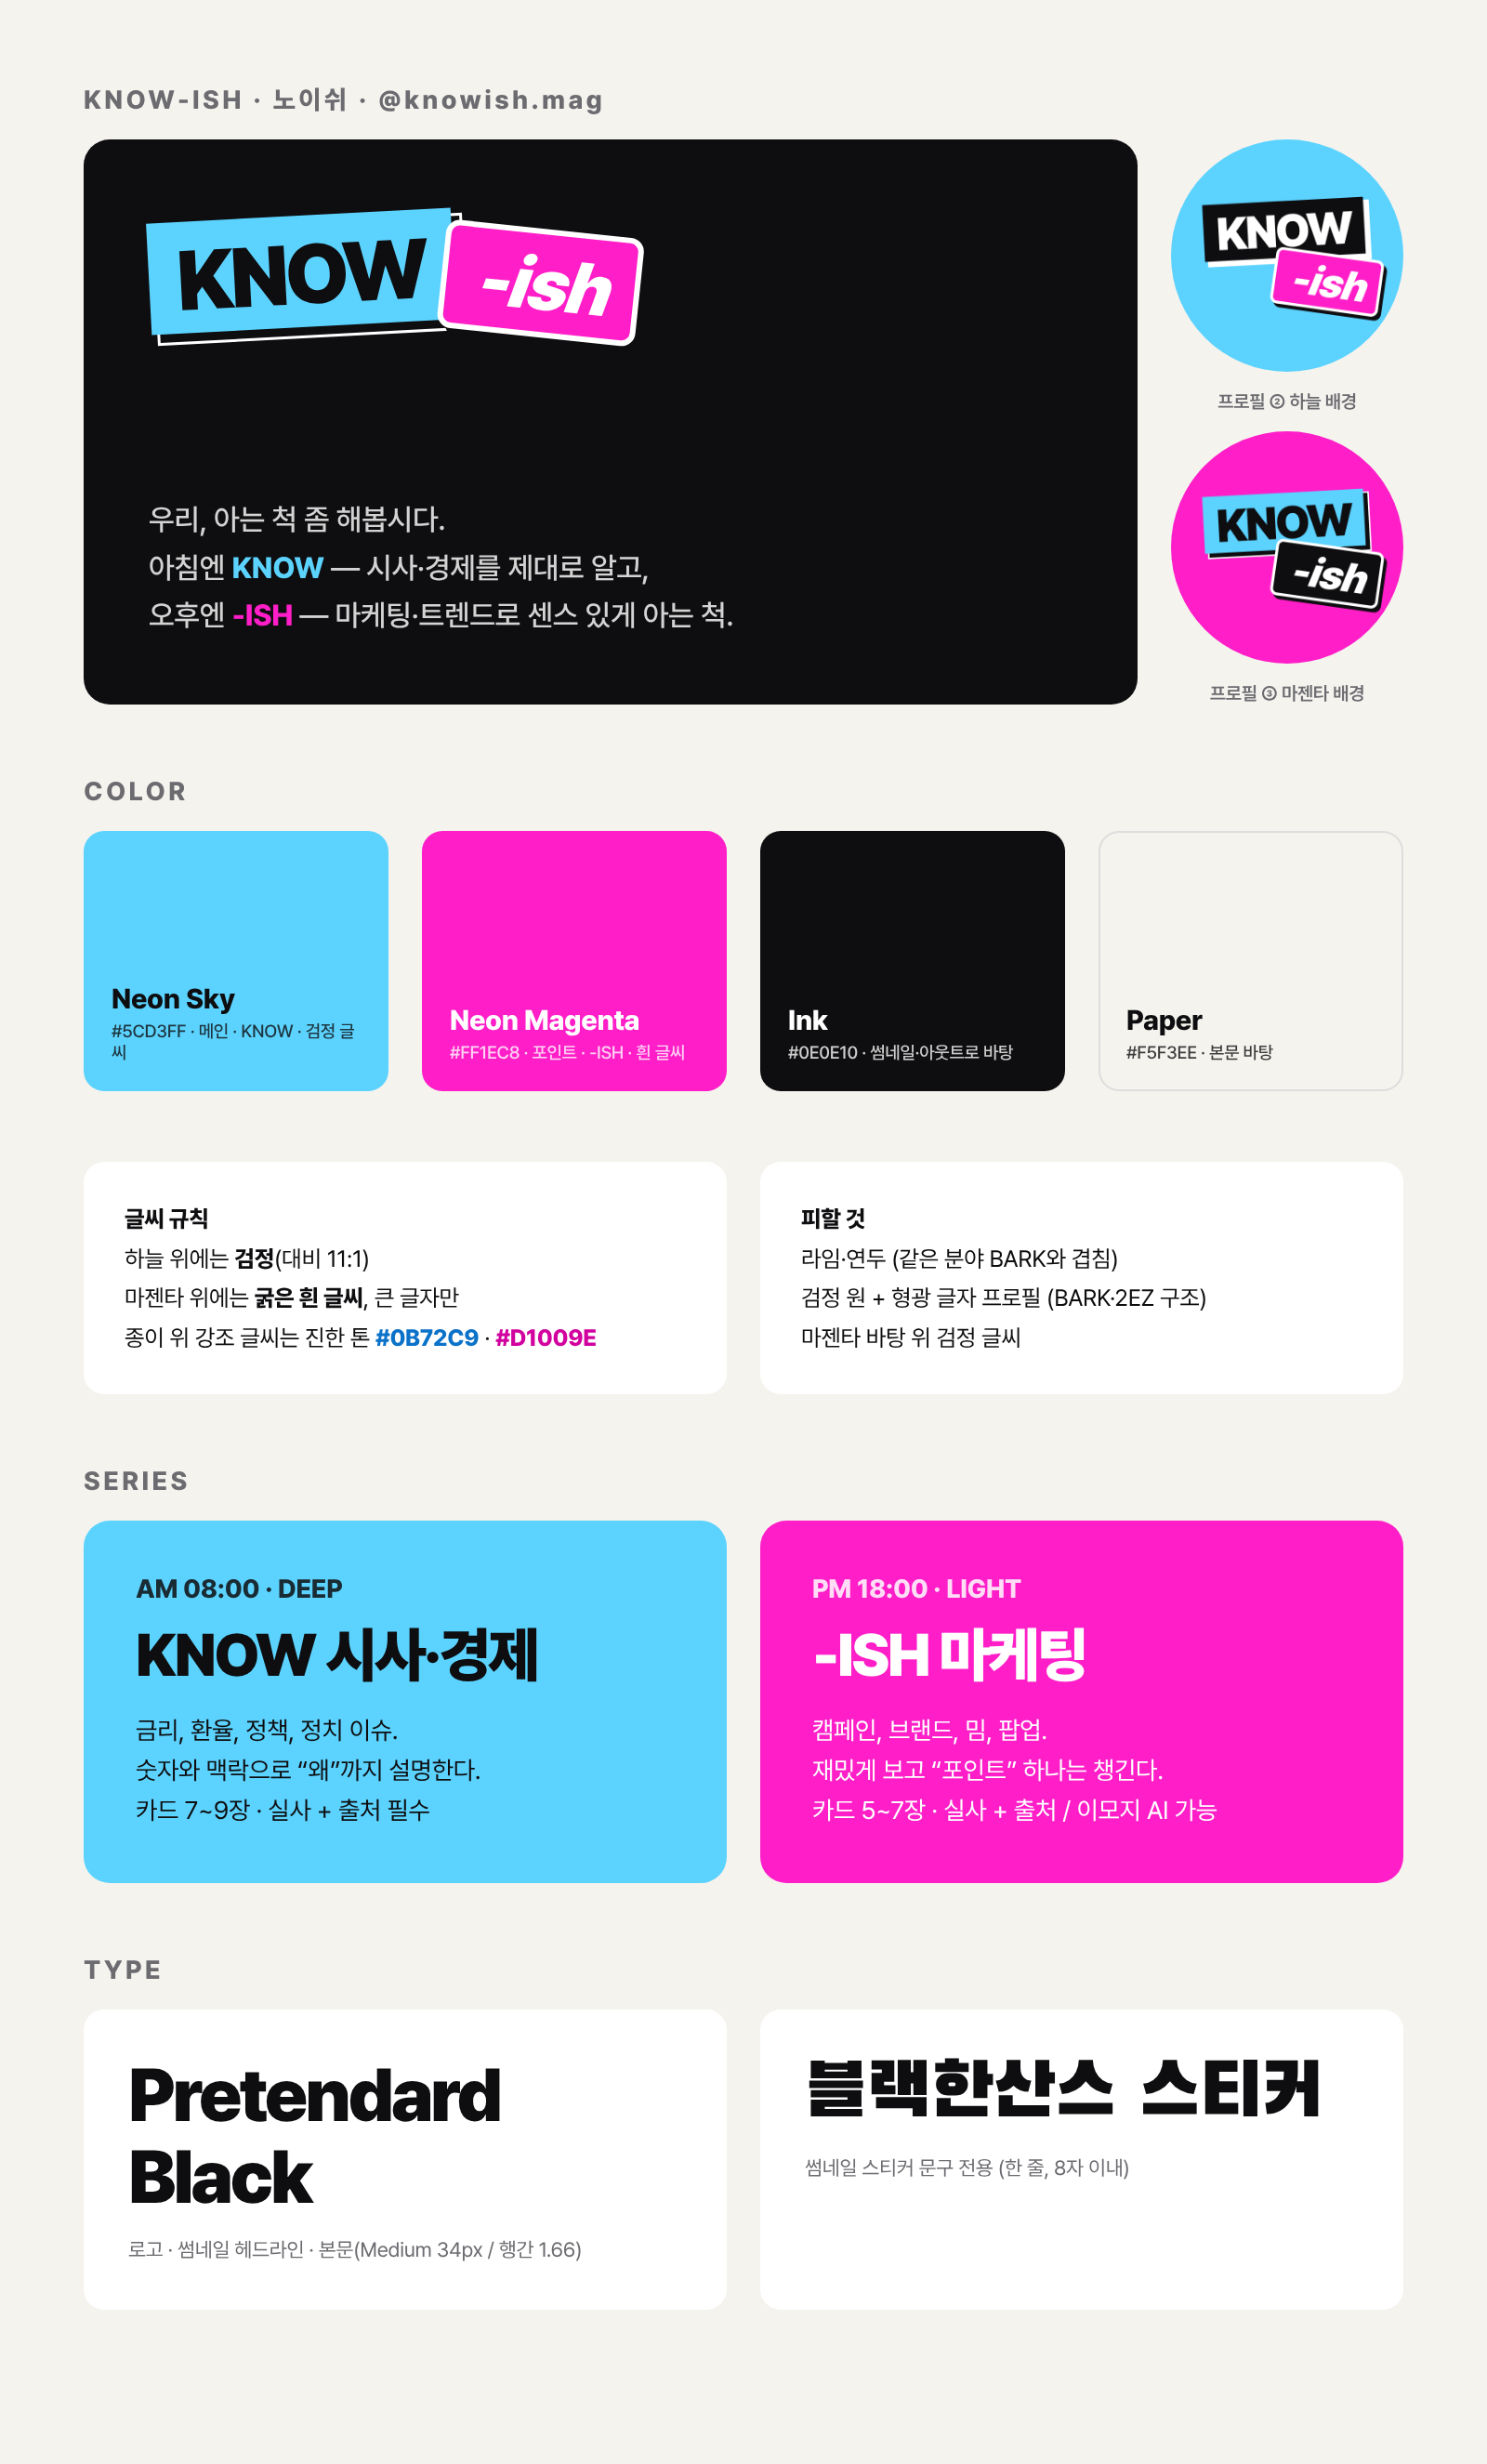 KNOW-ISH · 노이쉬 · @knowish.mag
KNOW
-ish
우리, 아는 척 좀 해봅시다.
아침엔 KNOW — 시사·경제를 제대로 알고,
오후엔 -ISH — 마케팅·트렌드로 센스 있게 아는 척.
KNOW
-ish
프로필 ② 하늘 배경
KNOW
-ish
프로필 ③ 마젠타 배경
COLOR
Neon Sky
#5CD3FF · 메인 · KNOW · 검정 글
씨
Neon Magenta
#FF1EC8 · 포인트 · -ISH · 흰 글씨
Ink
#0E0E10 · 썸네일·아웃트로 바탕
Paper
#F5F3EE · 본문 바탕
글씨 규칙
하늘 위에는 검정(대비 11:1)
마젠타 위에는 굵은 흰 글씨, 큰 글자만
종이 위 강조 글씨는 진한 톤 #0B72C9 · #D1009E
피할 것
라임·연두 (같은 분야 BARK와 겹침)
검정 원 + 형광 글자 프로필 (BARK·2EZ 구조)
마젠타 바탕 위 검정 글씨
SERIES
AM 08:00 · DEEP
KNOW 시사·경제
금리, 환율, 정책, 정치 이슈.
숫자와 맥락으로 “왜”까지 설명한다.
카드 7~9장 · 실사 + 출처 필수
PM 18:00 · LIGHT
-ISH 마케팅
캠페인, 브랜드, 밈, 팝업.
재밌게 보고 “포인트” 하나는 챙긴다.
카드 5~7장 · 실사 + 출처 / 이모지 AI 가능
TYPE
Pretendard
Black
로고 · 썸네일 헤드라인 · 본문(Medium 34px / 행간 1.66)
블랙한산스 스티커
썸네일 스티커 문구 전용 (한 줄, 8자 이내)